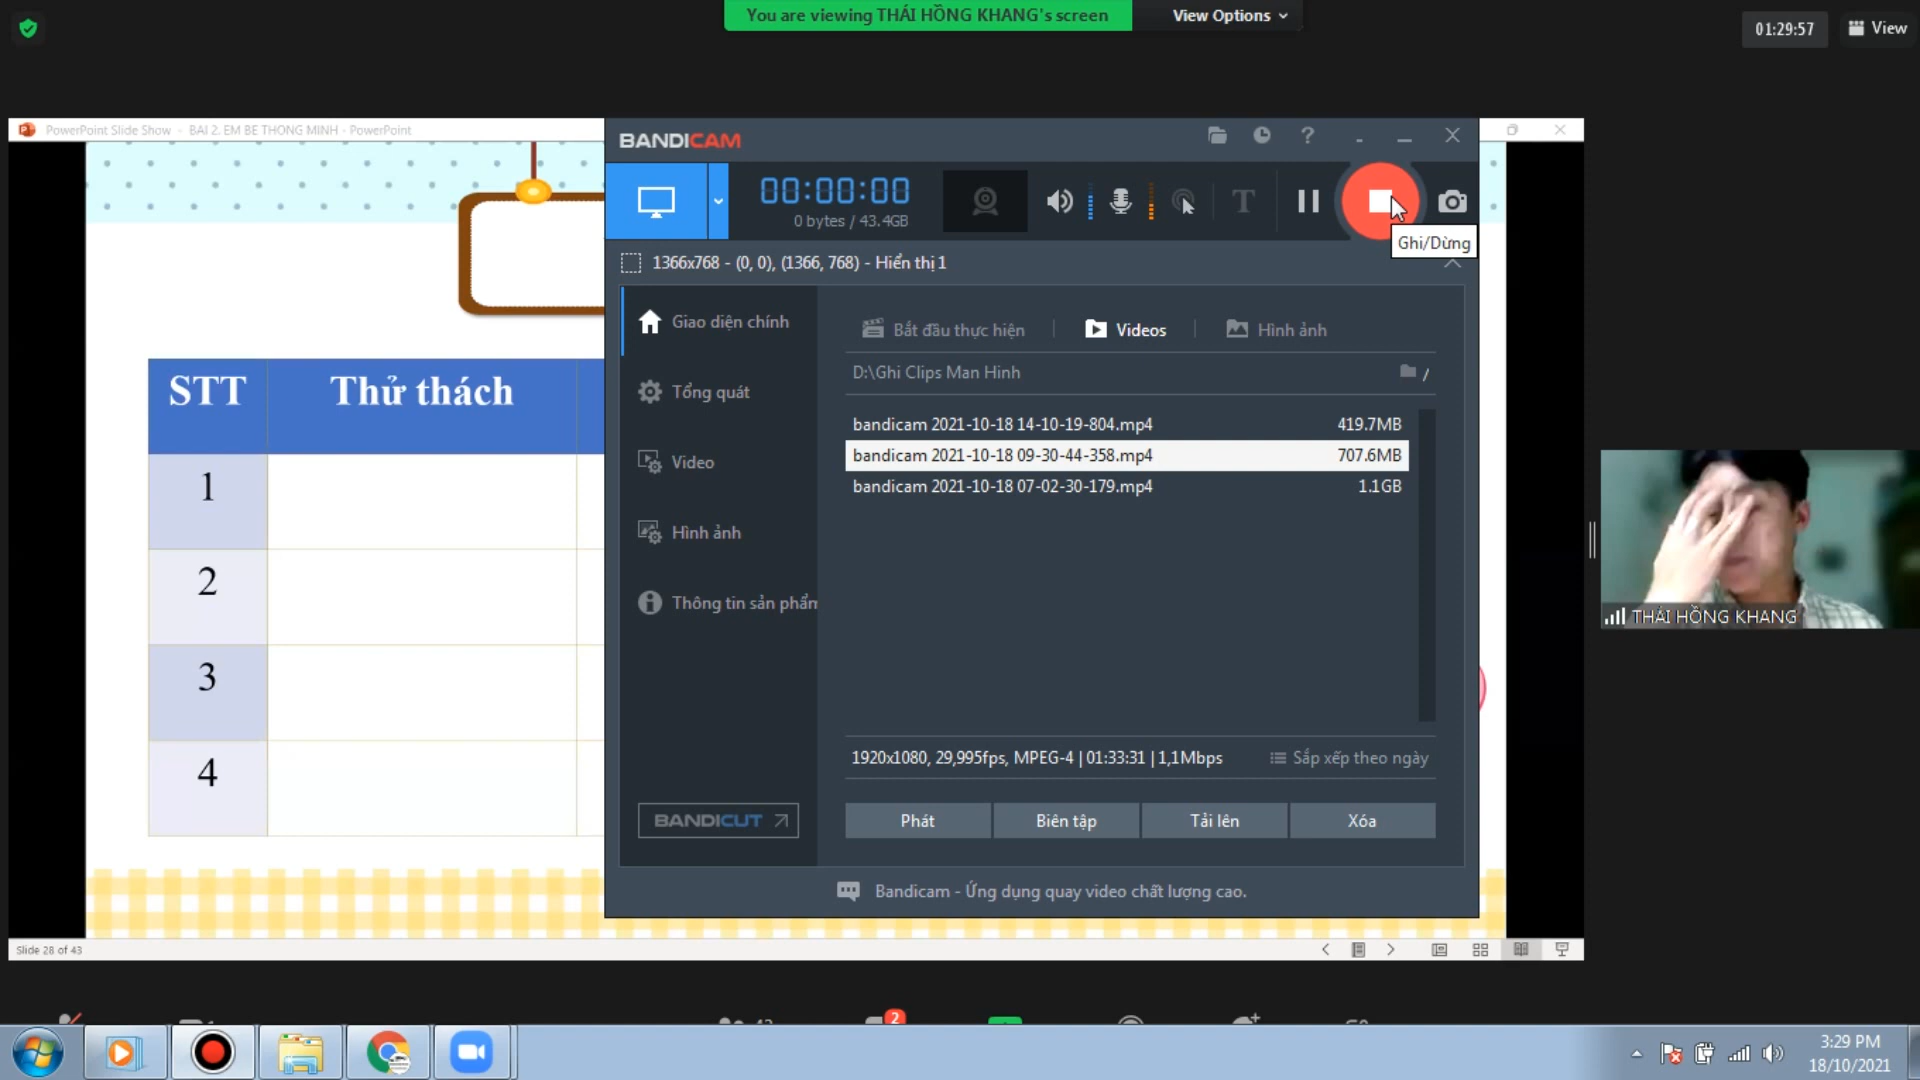 You are viewing THÁI HỒNG KHANG's screen
View Options
01:29:57
View
PowerPoint Slide Show - BAI 2. EM BE THONG MINH - PowerPoint
BANDICAM
00:00:00
0 bytes / 43.4GB
T
Ghi/Dừng
1366x768 - (0, 0), (1366, 768) - Hiển thị 1
Giao diện chính
Tổng quát
Video
Hình ảnh
Thông tin sản phẩm
BANDICUT
Bắt đầu thực hiện
Videos
Hình ảnh
D:\Ghi Clips Man Hinh
/
bandicam 2021-10-18 14-10-19-804.mp4 419.7MB
bandicam 2021-10-18 09-30-44-358.mp4 707.6MB
bandicam 2021-10-18 07-02-30-179.mp4 1.1GB
1920x1080, 29,995fps, MPEG-4 | 01:33:31 | 1,1Mbps
Sắp xếp theo ngày
Phát
Biên tập
Tải lên
Xóa
Bandicam - Ứng dụng quay video chất lượng cao.
STT Thử thách
1
2
3
4
THÁI HỒNG KHANG
Slide 28 of 43
2
3:29 PM
18/10/2021